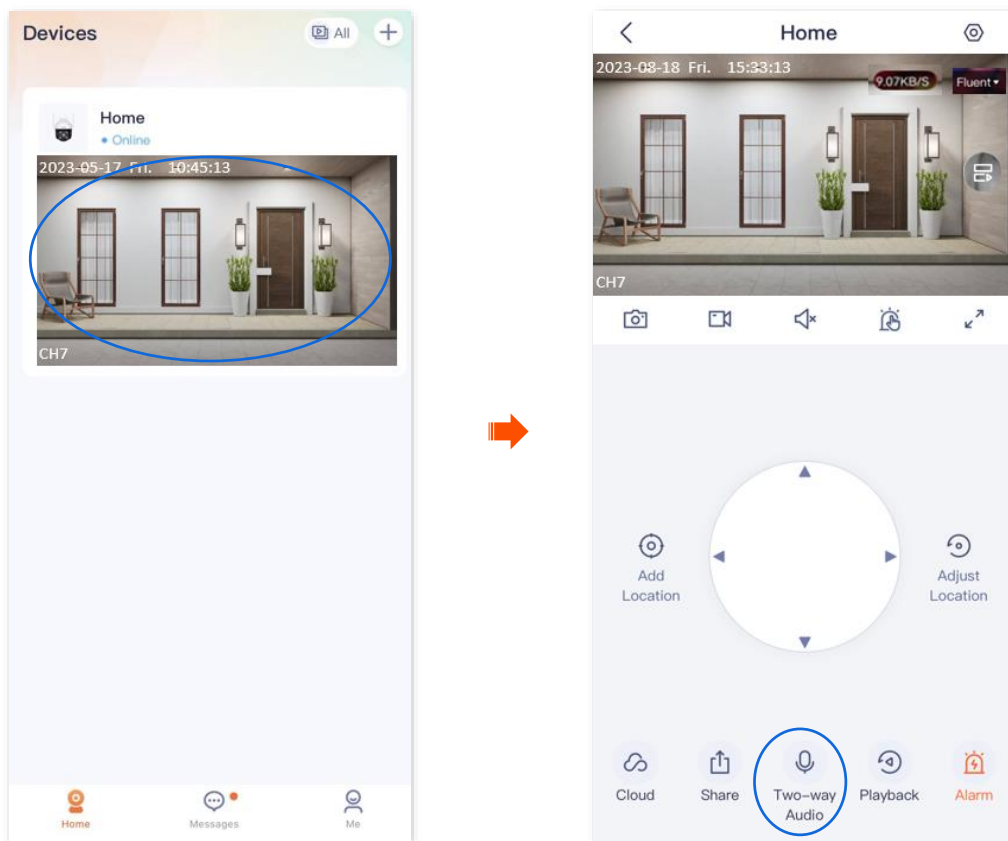 Devices
All
Home
• Online
2023-05-17 Fri. 10:45:13
CH7
Home
Messages
Me
Home
2023-08-18 Fri. 15:33:13
9.07KB/S
Fluent
CH7
Add
Location
Adjust
Location
Cloud
Share
Two-way
Audio
Playback
Alarm